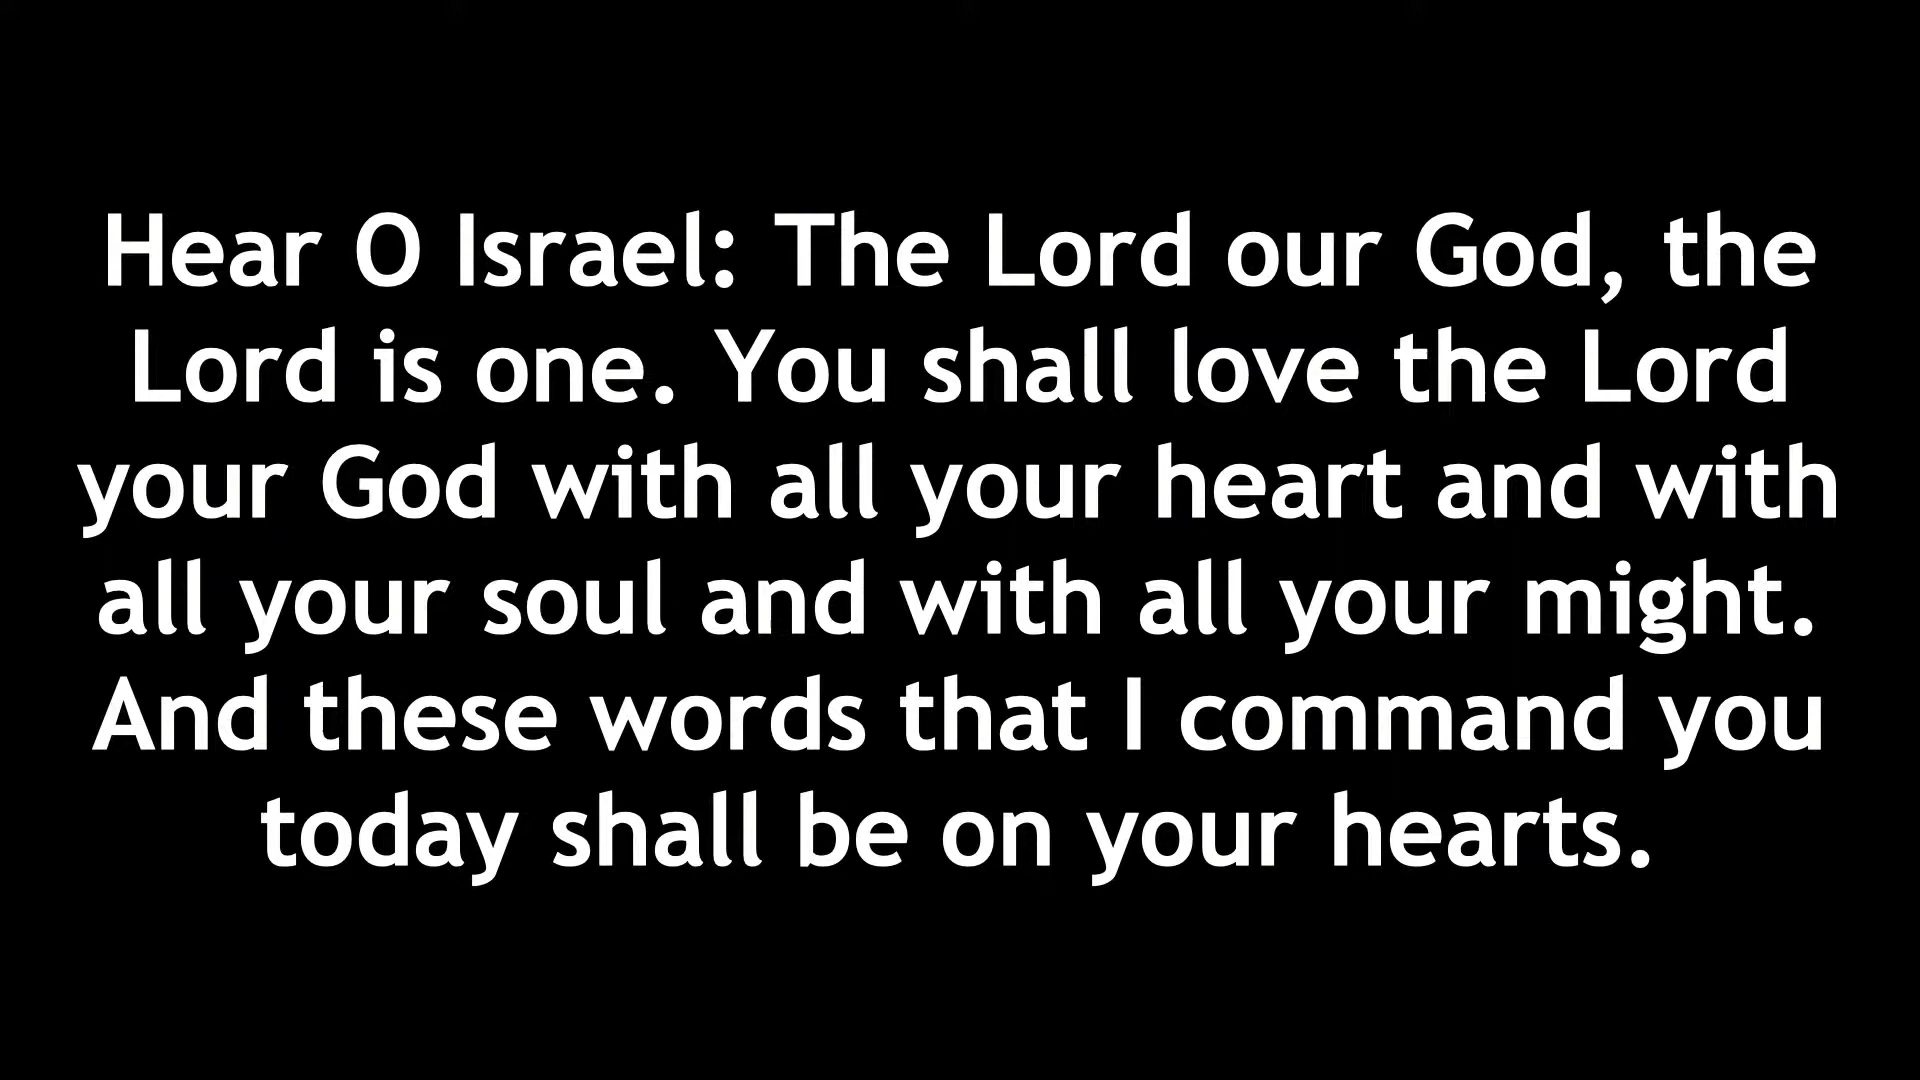 Hear O Israel: The Lord our God, the
Lord is one. You shall love the Lord
your God with all your heart and with
all your soul and with all your might.
And these words that I command you
today shall be on your hearts.